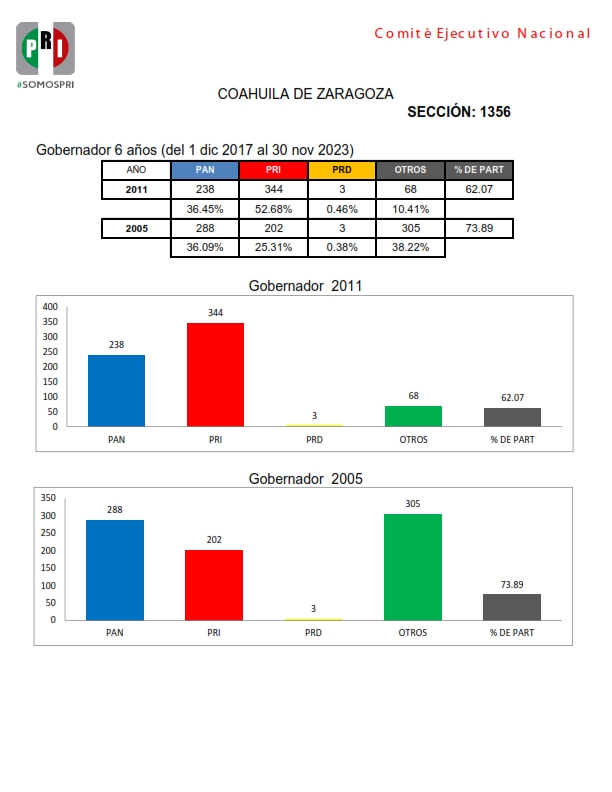 PRI
Comité Ejecutivo Nacional
#SOMOSPRI
COAHUILA DE ZARAGOZA
SECCIÓN: 1356
Gobernador 6 años (del 1 dic 2017 al 30 nov 2023)
AÑO PAN PRI PRD OTROS % DE PART
2011 238 344 3 68 62.07
36.45% 52.68% 0.46% 10.41%
2005 288 202 3 305 73.89
36.09% 25.31% 0.38% 38.22%
Gobernador 2011
400
350
300
250
200
150
100
50
0
238
344
3
68
62.07
PAN PRI PRD OTROS % DE PART
Gobernador 2005
350
300
250
200
150
100
50
0
288
202
3
305
73.89
PAN PRI PRD OTROS % DE PART